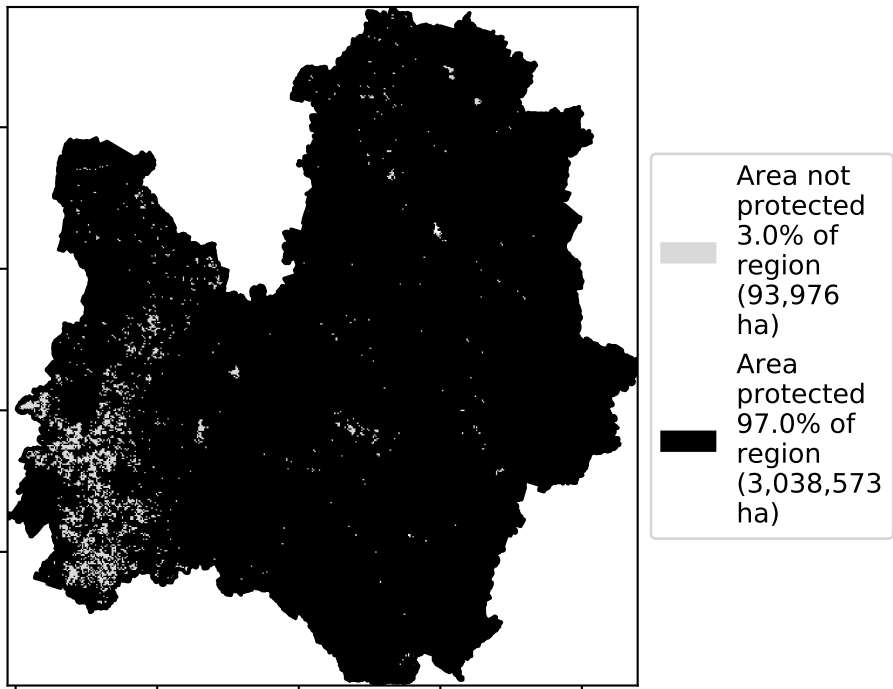 Area not
protected
3.0% of
region
(93,976
ha)
Area
protected
97.0% of
region
(3,038,573
ha)